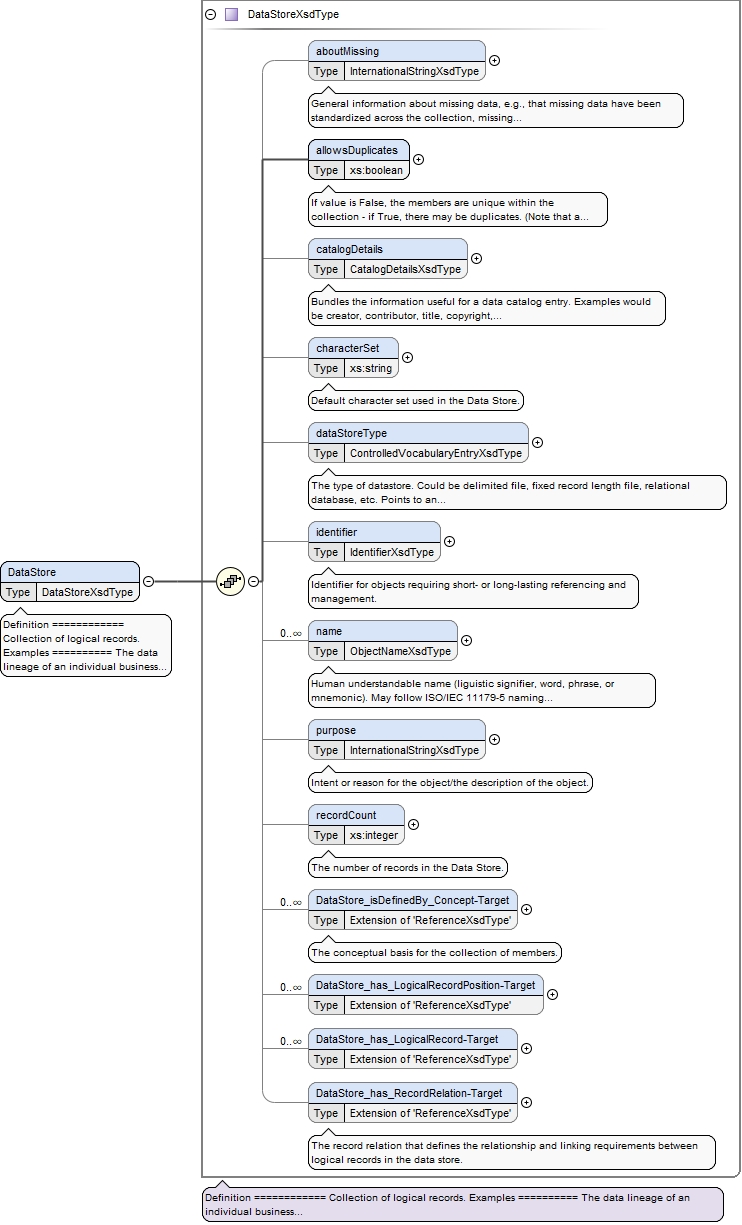 DataStoreXsdType
aboutMissing
Type InternationalStringXsdType
General information about missing data, e.g., that missing data have been
standardized across the collection, missing...
allowsDuplicates
Type xs:boolean
If value is False, the members are unique within the
collection - if True, there may be duplicates. (Note that a...
catalogDetails
Type CatalogDetailsXsdType
Bundles the information useful for a data catalog entry. Examples would
be creator, contributor, title, copyright,...
characterSet
Type xs:string
Default character set used in the Data Store.
dataStoreType
Type ControlledVocabularyEntryXsdType
The type of datastore. Could be delimited file, fixed record length file, relational
database, etc. Points to an...
identifier
Type IdentifierXsdType
Identifier for objects requiring short- or long-lasting referencing and
management.
DataStore
Type DataStoreXsdType
Definition ============
Collection of logical records.
Examples ========== The data
lineage of an individual business...
0..∞ name
Type ObjectNameXsdType
Human understandable name (liguistic signifier, word, phrase, or
mnemonic). May follow ISO/IEC 11179-5 naming...
purpose
Type InternationalStringXsdType
Intent or reason for the object/the description of the object.
recordCount
Type xs:integer
The number of records in the Data Store.
0..∞ DataStore_isDefinedBy_Concept-Target
Type Extension of 'ReferenceXsdType'
The conceptual basis for the collection of members.
0..∞ DataStore_has_LogicalRecordPosition-Target
Type Extension of 'ReferenceXsdType'
0..∞ DataStore_has_LogicalRecord-Target
Type Extension of 'ReferenceXsdType'
DataStore_has_RecordRelation-Target
Type Extension of 'ReferenceXsdType'
The record relation that defines the relationship and linking requirements between
logical records in the data store.
Definition ============ Collection of logical records. Examples ========== The data lineage of an
individual business...